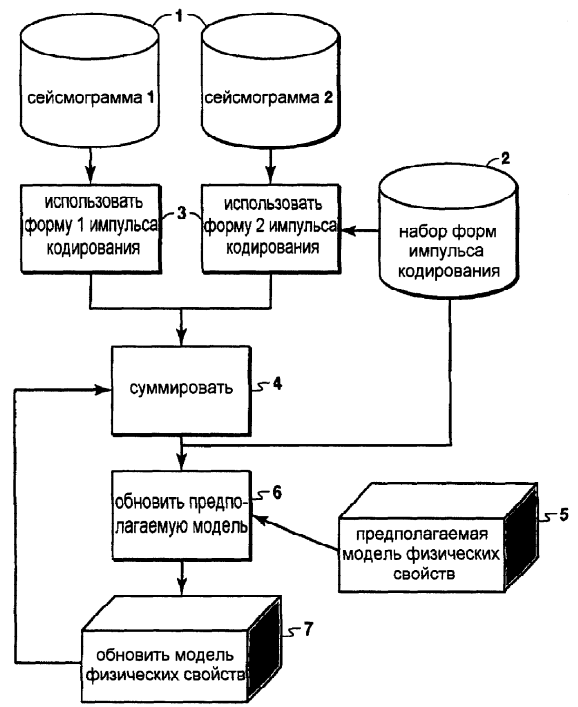 1
сейсмограмма 1
сейсмограмма 2
2
использовать
форму 1 импульса
кодирования
3
использовать
форму 2 импульса
кодирования
набор форм
импульса
кодирования
суммировать
4
6
обновить предпо-
лагаемую модель
5
предполагаемая
модель физических
свойств
7
обновить модель
физических свойств